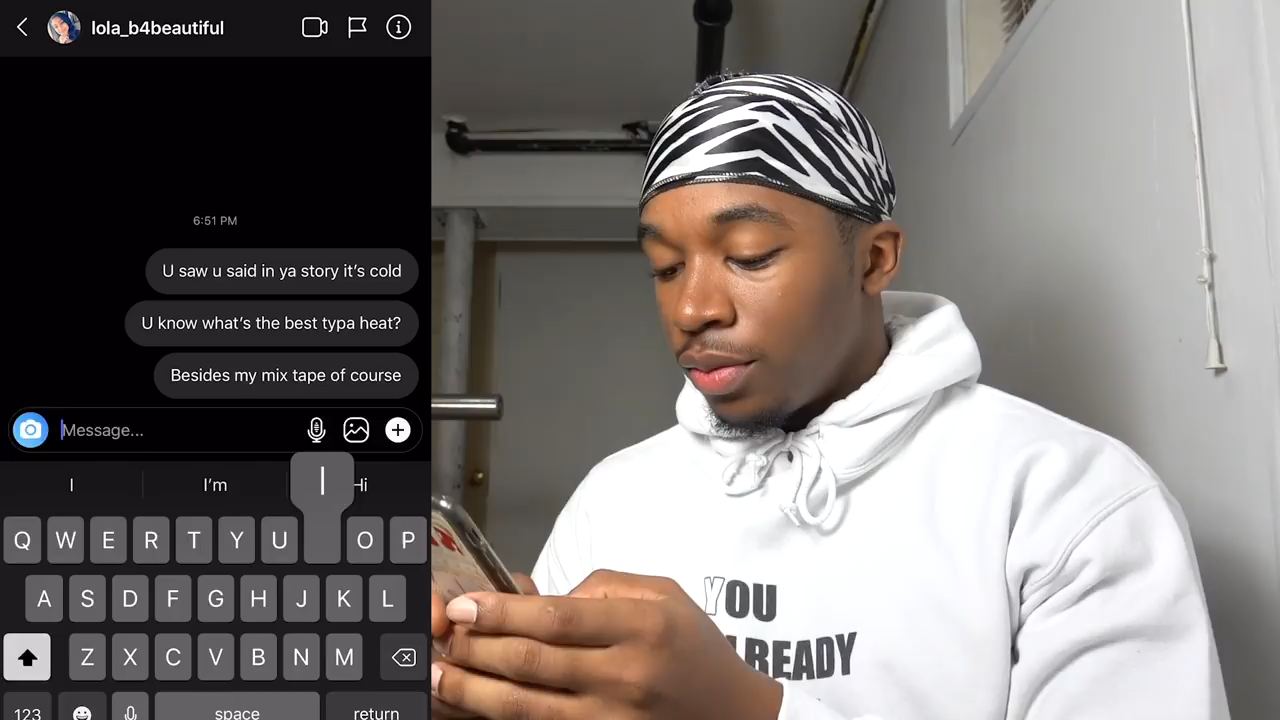 lola_b4beautiful
6:51 PM
U saw u said in ya story it’s cold
U know what’s the best typa heat?
Besides my mix tape of course
Message...
I I’m Hi
Q W E R T Y U I O P
A S D F G H J K L
Z X C V B N M
123 space return
YOU
ALREADY